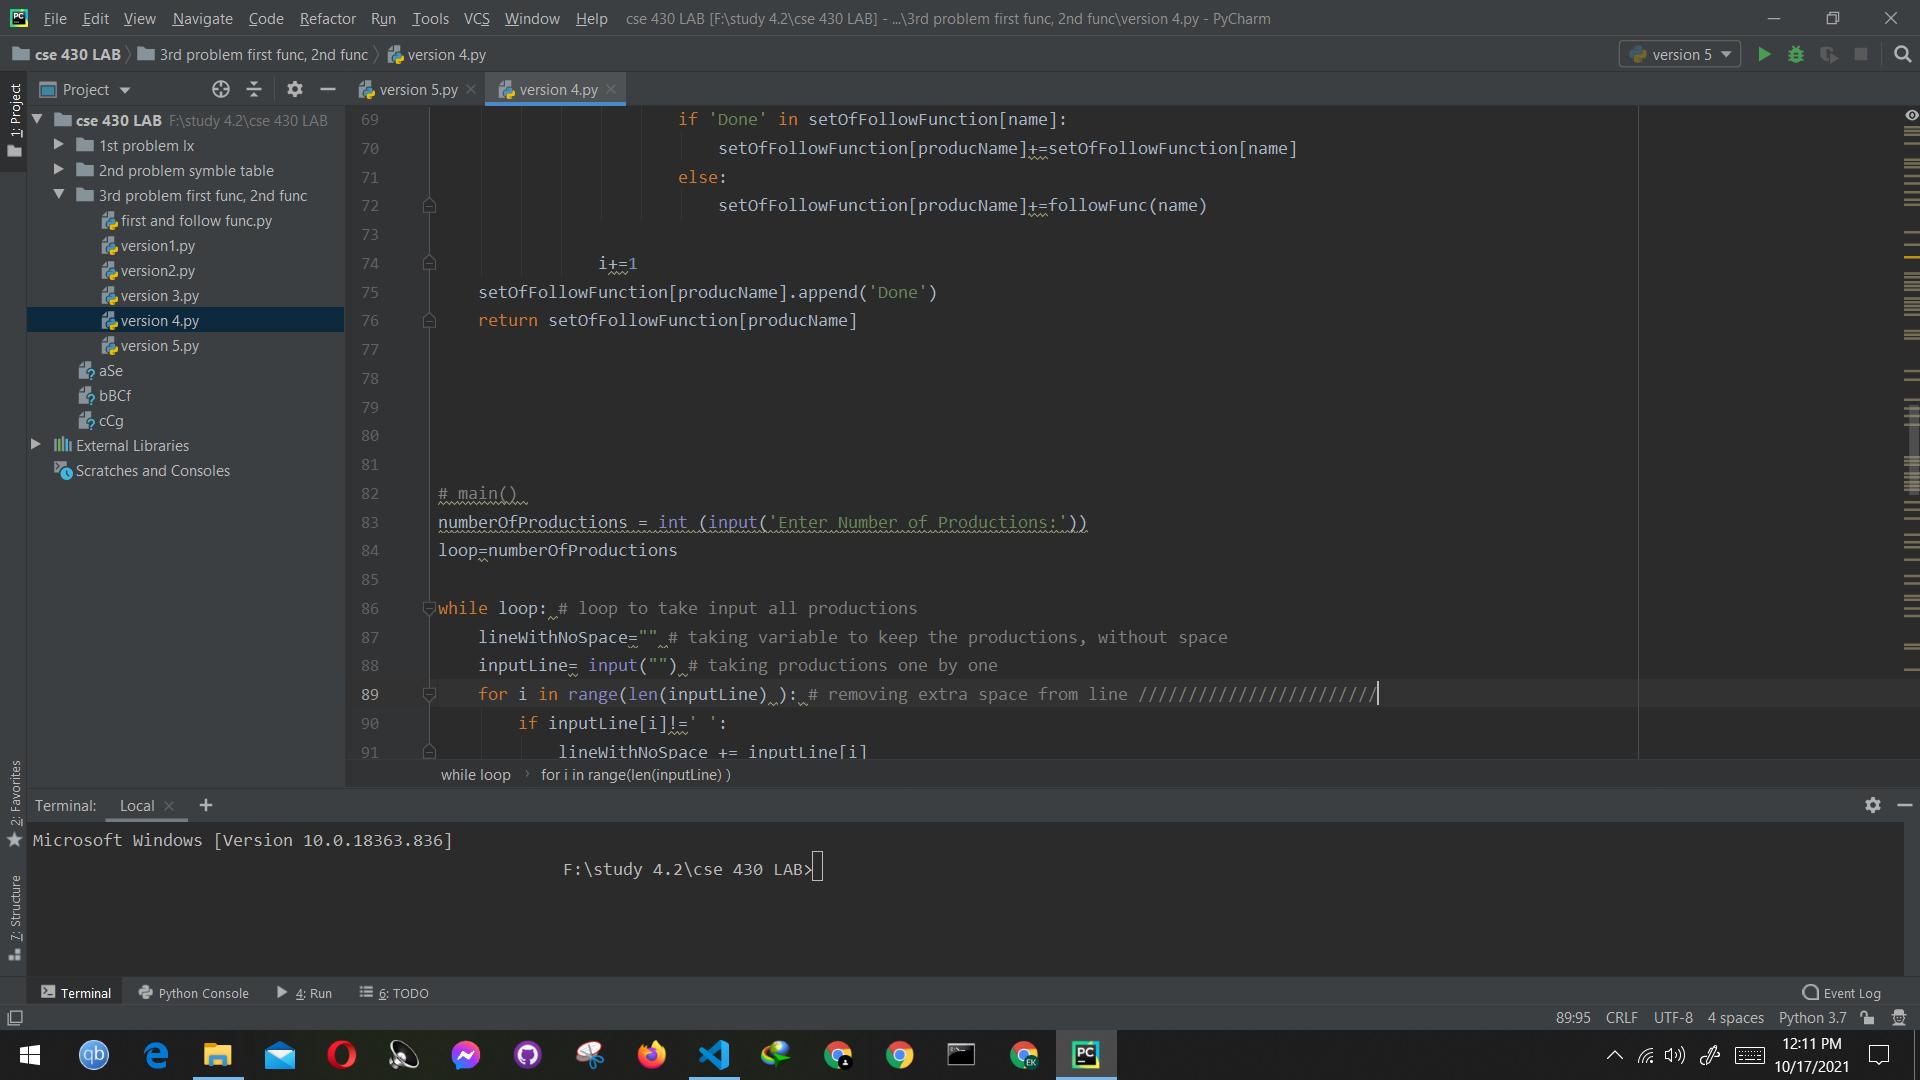 File Edit View Navigate Code Refactor Run Tools VCS Window Help cse 430 LAB [F:\study 4.2\cse 430 LAB] - ...\3rd problem first func, 2nd func\version 4.py - PyCharm
cse 430 LAB 3rd problem first func, 2nd func version 4.py version 5
Project version 5.py version 4.py
1: Project
cse 430 LAB F:\study 4.2\cse 430 LAB
1st problem lx
2nd problem symble table
3rd problem first func, 2nd func
first and follow func.py
version1.py
version2.py
version 3.py
version 4.py
version 5.py
aSe
bBCf
cCg
External Libraries
Scratches and Consoles
69 if 'Done' in setOfFollowFunction[name]:
70 setOfFollowFunction[producName]+=setOfFollowFunction[name]
71 else:
72 setOfFollowFunction[producName]+=followFunc(name)
73
74 i+=1
75 setOfFollowFunction[producName].append('Done')
76 return setOfFollowFunction[producName]
77
78
79
80
81
82 # main()
83 numberOfProductions = int (input('Enter Number of Productions:'))
84 loop=numberOfProductions
85
86 while loop: # loop to take input all productions
87 lineWithNoSpace="" # taking variable to keep the productions, without space
88 inputLine= input("") # taking productions one by one
89 for i in range(len(inputLine) ): # removing extra space from line ////////////////////////
90 if inputLine[i]!=' ':
91 lineWithNoSpace += inputLine[i]
while loop for i in range(len(inputLine) )
2: Favorites
7: Structure
Terminal: Local +
Microsoft Windows [Version 10.0.18363.836]
F:\study 4.2\cse 430 LAB>
Terminal Python Console 4: Run 6: TODO Event Log
89:95 CRLF UTF-8 4 spaces Python 3.7
qb
EK
PC
12:11 PM
10/17/2021